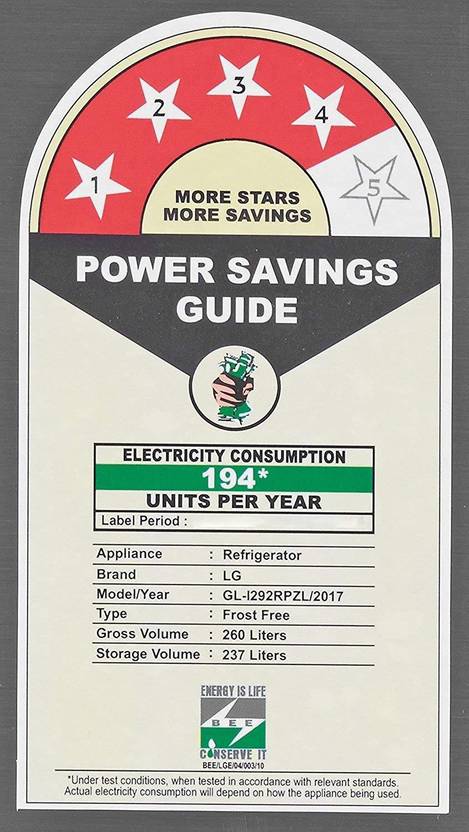 1
2
3
4
5
MORE STARS
MORE SAVINGS
POWER SAVINGS
GUIDE
ELECTRICITY CONSUMPTION
194*
UNITS PER YEAR
Label Period :
Appliance : Refrigerator
Brand : LG
Model/Year : GL-I292RPZL/2017
Type : Frost Free
Gross Volume : 260 Liters
Storage Volume : 237 Liters
ENERGY IS LIFE
BEE
CONSERVE IT
BEE/LGE/04/003/10
*Under test conditions, when tested in accordance with relevant standards.
Actual electricity consumption will depend on how the appliance being used.